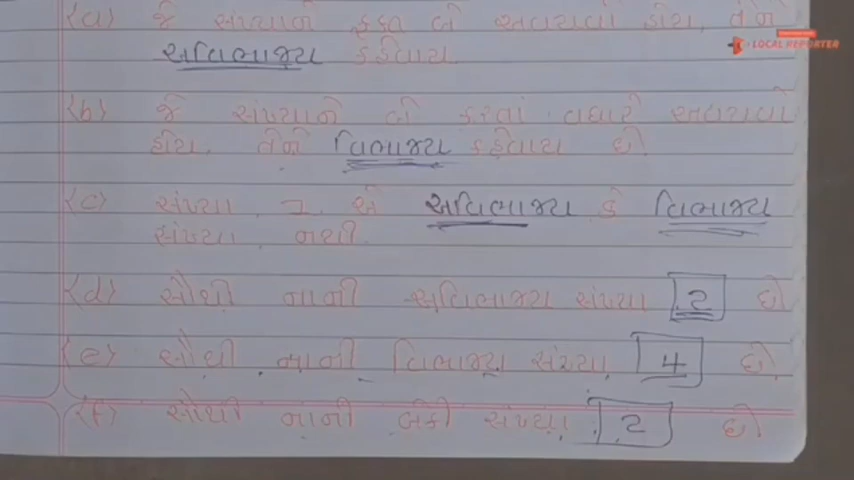 (a) જે સંખ્યાને ફક્ત બે અવયવો હોય, તેને
LOCAL REPORTER
અવિભાજ્ય કહેવાય
(b) જે સંખ્યાને બે કરતાં વધારે અવયવો
હોય, તેને વિભાજ્ય કહેવાય છે
(c) સંખ્યા 1 એ અવિભાજ્ય કે વિભાજ્ય
સંખ્યા નથી.
(d) સૌથી નાની અવિભાજ્ય સંખ્યા 2 છે
(e) સૌથી નાની વિભાજ્ય સંખ્યા 4 છે
(f) સૌથી નાની બેકી સંખ્યા 2 છે